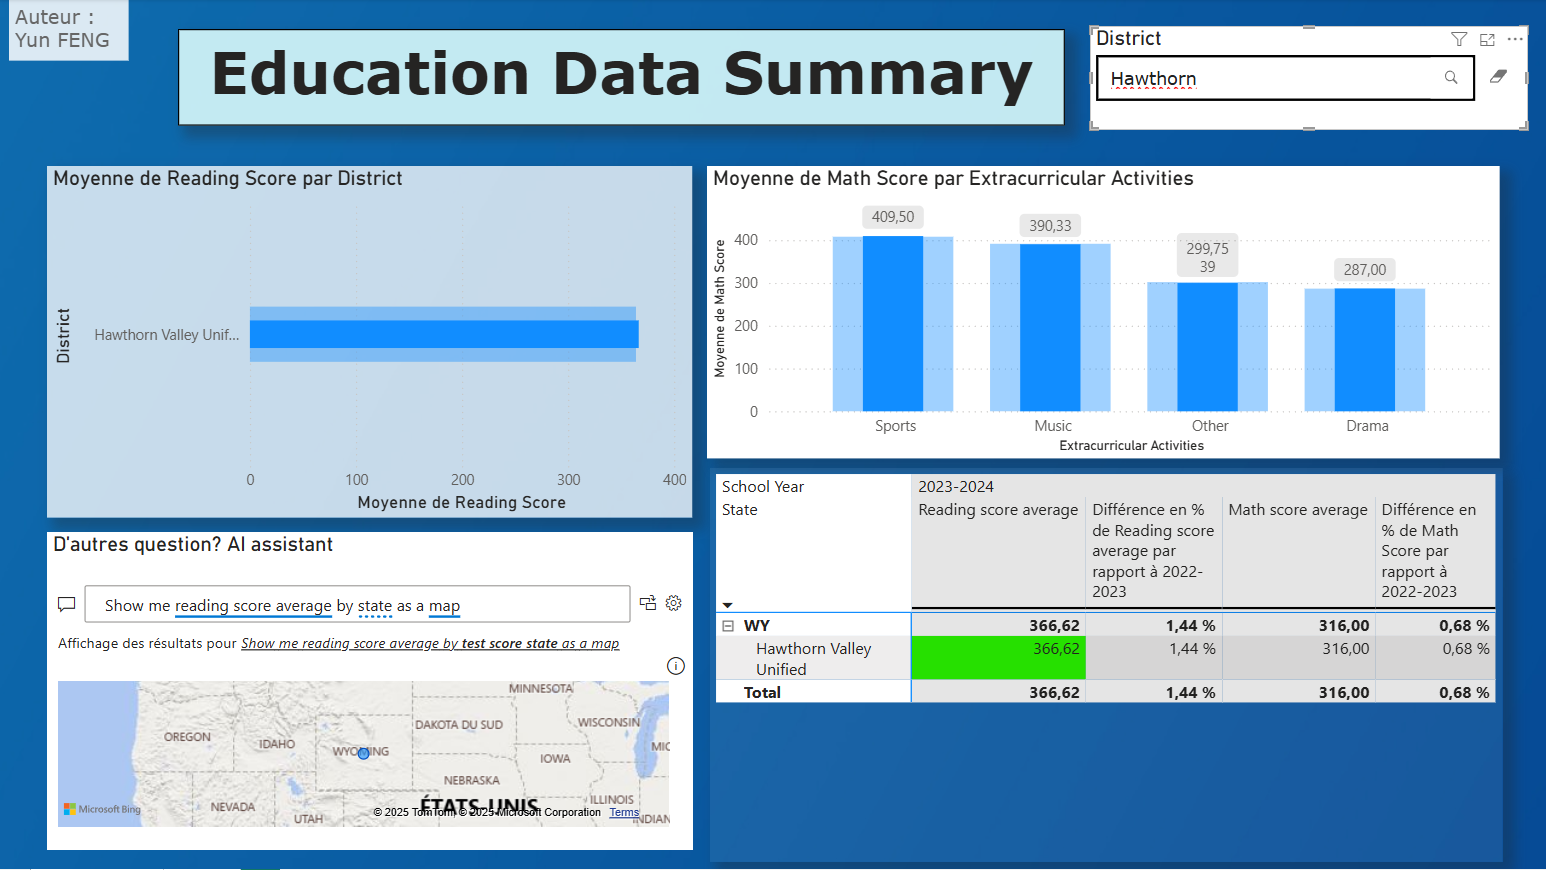 Auteur :
Yun FENG
Education Data Summary
District
Hawthorn
Moyenne de Reading Score par District
District
Hawthorn Valley Unif...
0 100 200 300 400
Moyenne de Reading Score
Moyenne de Math Score par Extracurricular Activities
Moyenne de Math Score
400
300
200
100
0
409,50
390,33
299,75
39
287,00
Sports Music Other Drama
Extracurricular Activities
D'autres question? AI assistant
Show me reading score average by state as a map
Affichage des résultats pour Show me reading score average by test score state as a map
MINNESOTA
OREGON
IDAHO
WYOMING
DAKOTA DU SUD
WISCONSIN
MIC
IOWA
NEBRASKA
NEVADA
UTAH
ÉTATS-UNIS
ILLINOIS
INDIAN
Microsoft Bing
© 2025 TomTom, © 2025 Microsoft Corporation Terms
School Year 2023-2024
State Reading score average Différence en % de Reading score average par rapport à 2022-2023 Math score average Différence en % de Math Score par rapport à 2022-2023
WY 366,62 1,44 % 316,00 0,68 %
Hawthorn Valley Unified 366,62 1,44 % 316,00 0,68 %
Total 366,62 1,44 % 316,00 0,68 %